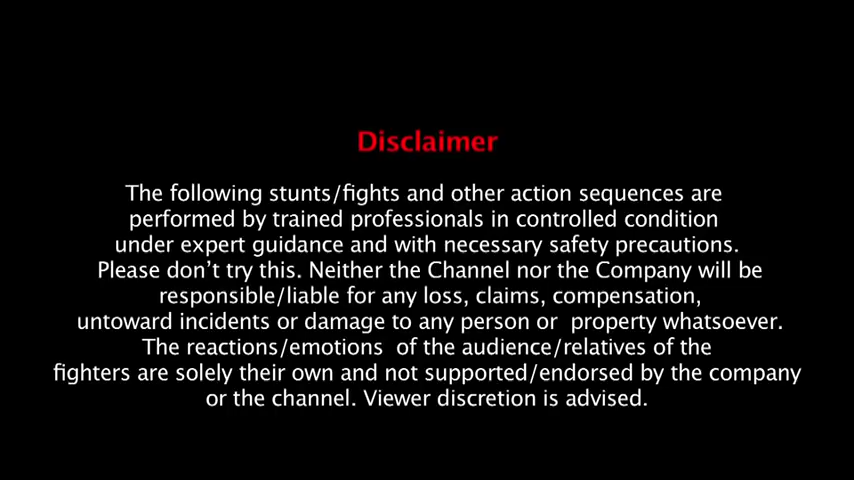 Disclaimer
The following stunts/fights and other action sequences are
performed by trained professionals in controlled condition
under expert guidance and with necessary safety precautions.
Please don't try this. Neither the Channel nor the Company will be
responsible/liable for any loss, claims, compensation,
untoward incidents or damage to any person or  property whatsoever.
The reactions/emotions  of the audience/relatives of the
fighters are solely their own and not supported/endorsed by the company
or the channel. Viewer discretion is advised.